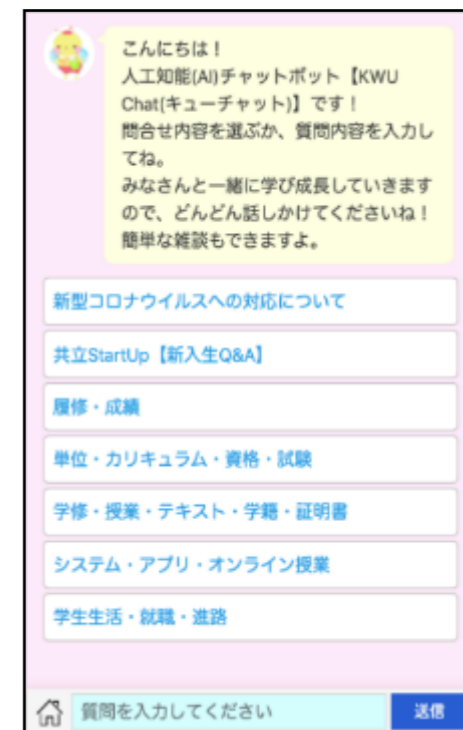 こんにちは！
人工知能(AI)チャットボット【KWU
Chat(キューチャット)】です！
問合せ内容を選ぶか、質問内容を入力し
てね。
みなさんと一緒に学び成長していきます
ので、どんどん話しかけてくださいね！
簡単な雑談もできますよ。
新型コロナウイルスへの対応について
共立StartUp【新入生Q&A】
履修・成績
単位・カリキュラム・資格・試験
学修・授業・テキスト・学籍・証明書
システム・アプリ・オンライン授業
学生生活・就職・進路
質問を入力してください
送信